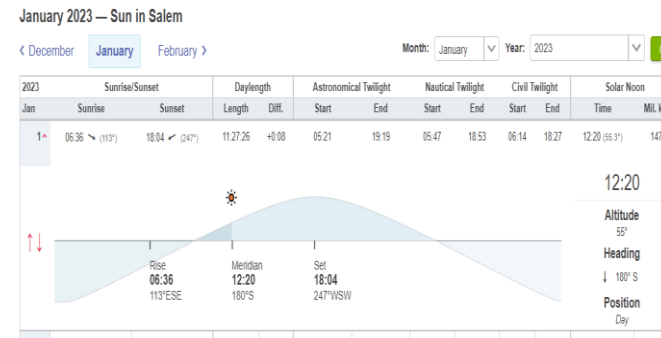 January 2023 — Sun in Salem
‹ December January February ›
Month: January Year: 2023
2023 Sunrise/Sunset Daylength Astronomical Twilight Nautical Twilight Civil Twilight Solar Noon
Jan Sunrise Sunset Length Diff. Start End Start End Start End Time Mil.
1 06:36 (113°) 18:04 (247°) 11:27:26 +0:08 05:21 19:19 05:47 18:53 06:14 18:27 12:20 (55.3°) 147
12:20
Altitude
55°
Heading
↓ 180° S
Position
Day
↑↓
Rise Meridian Set
06:36 12:20 18:04
113°ESE 180°S 247°WSW